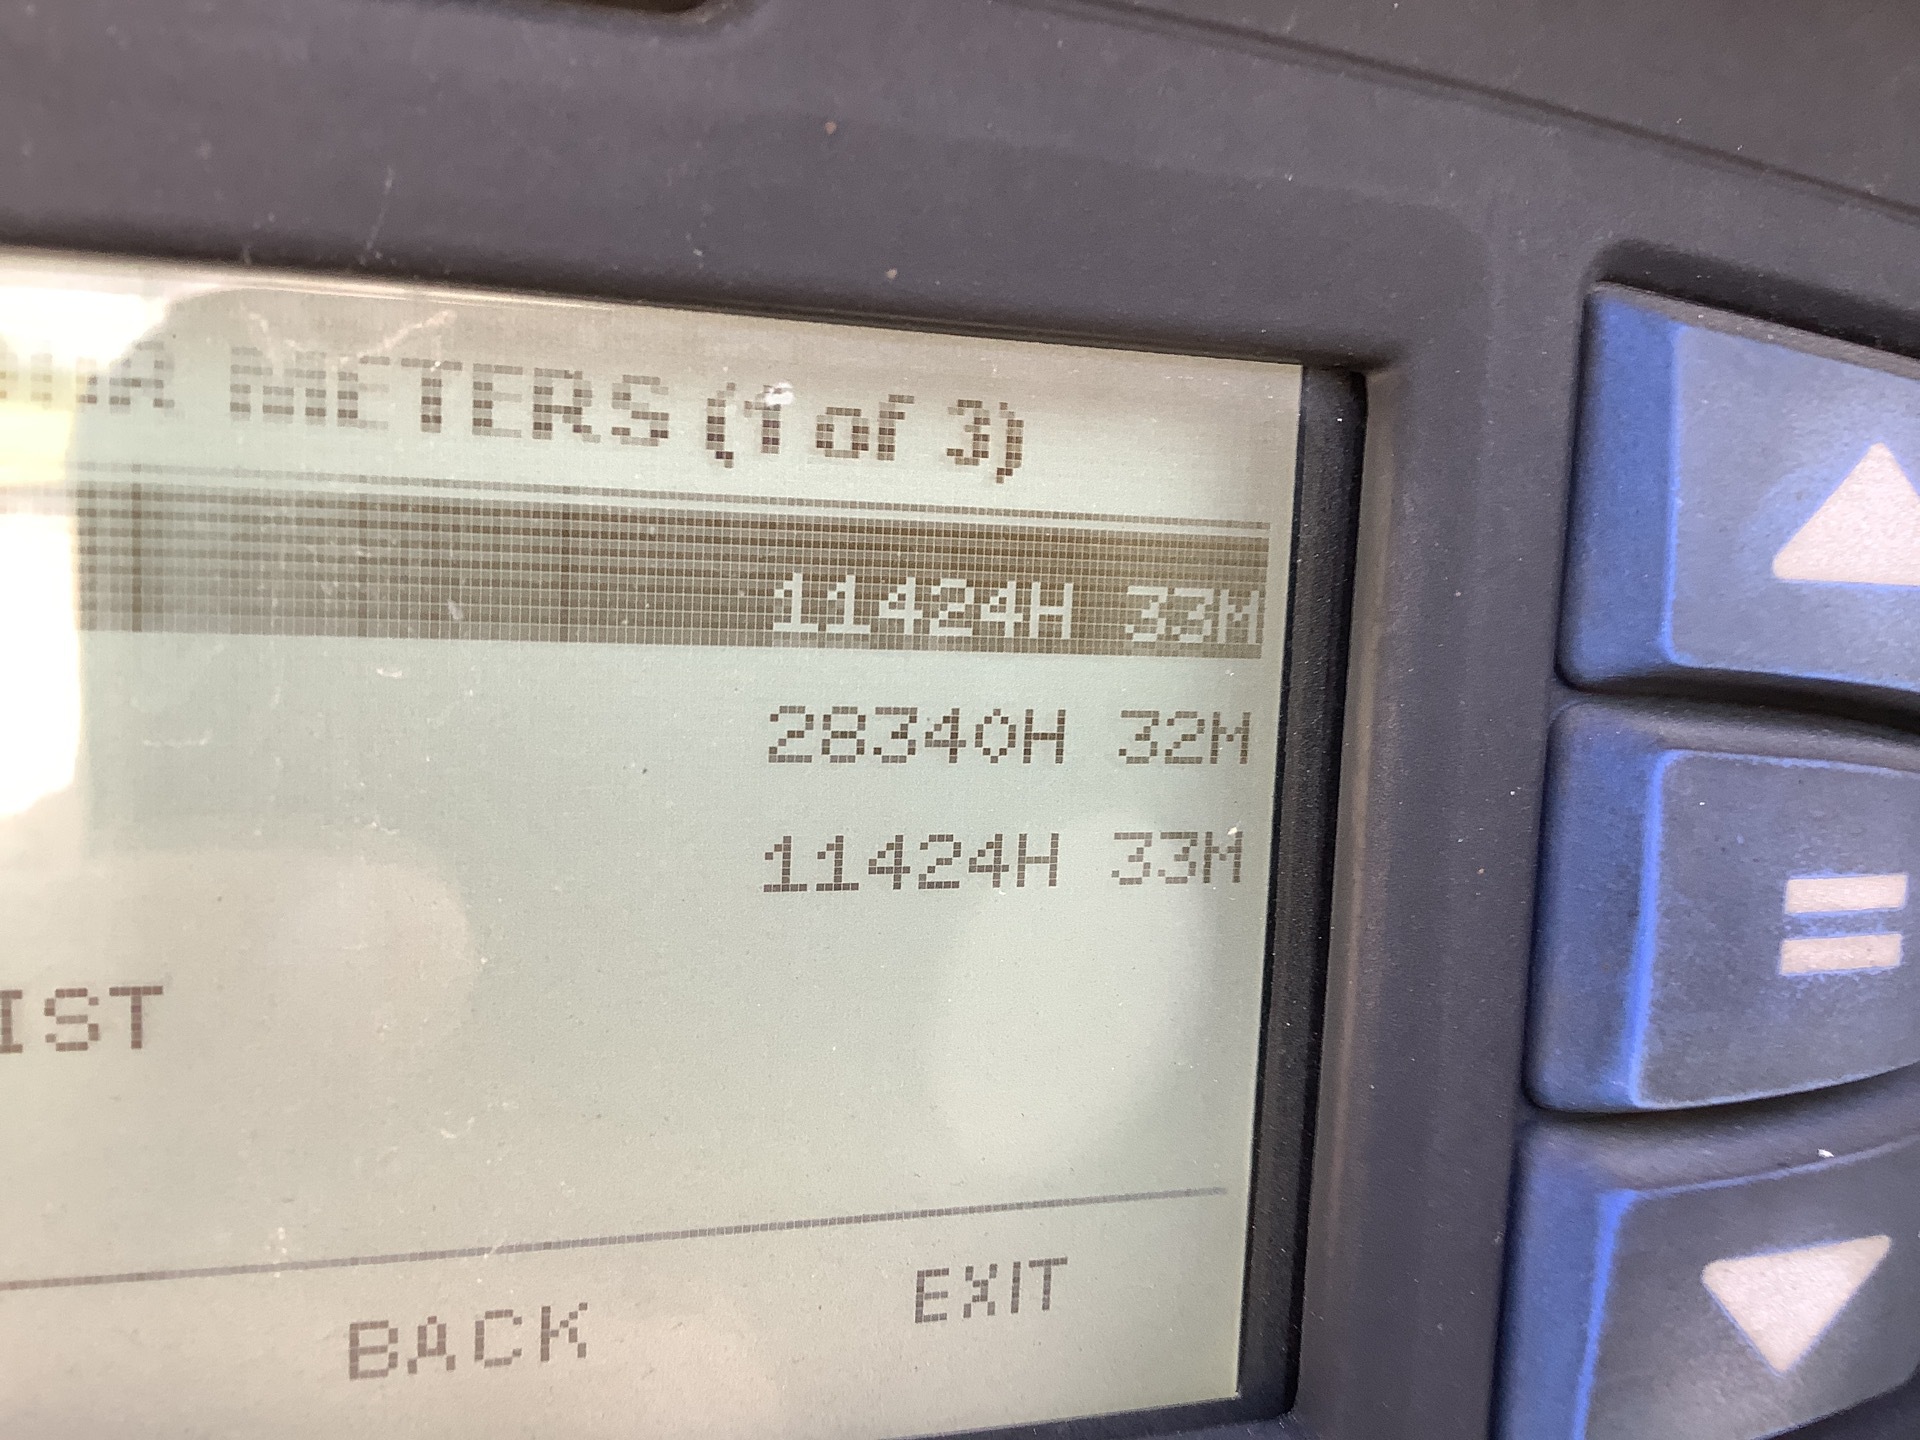 METERS (1 of 3)
11424H 33M
28340H 32M
11424H 33M
IST
BACK EXIT